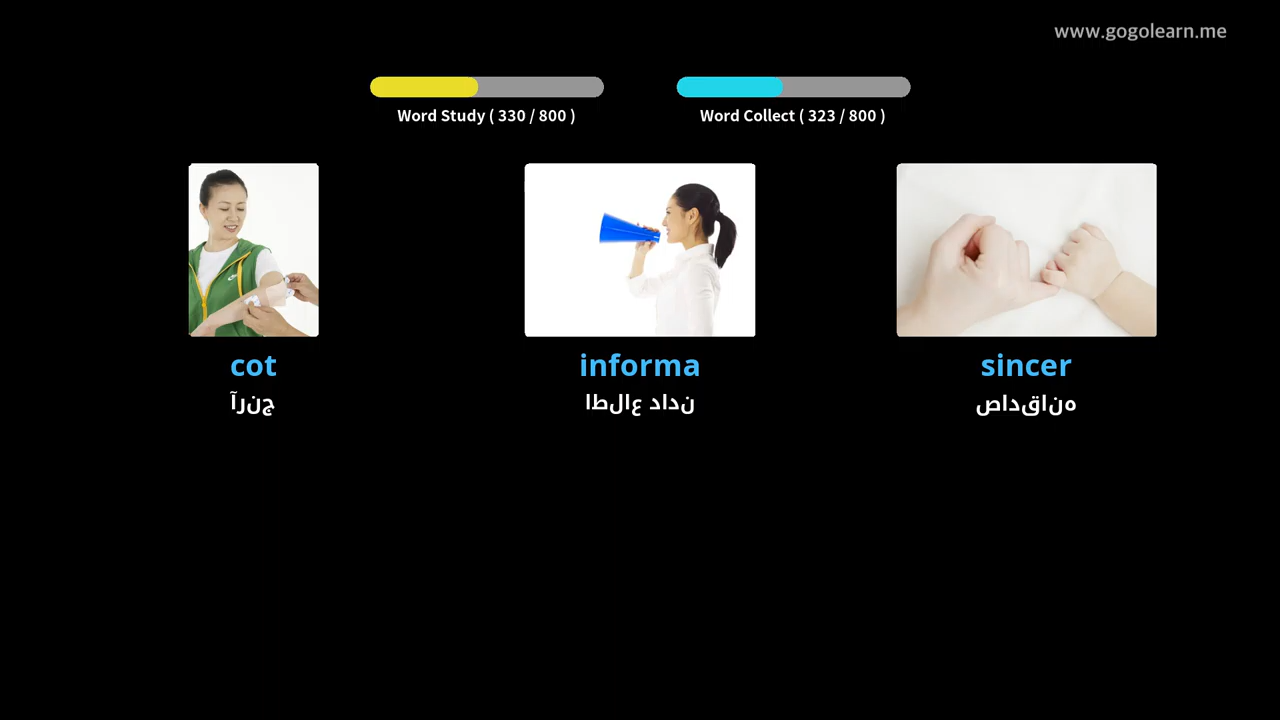 www.gogolearn.me
Word Study ( 330 / 800 )
Word Collect ( 323 / 800 )
cot
آرنج
informa
اطلاع دادن
sincer
صادقانه